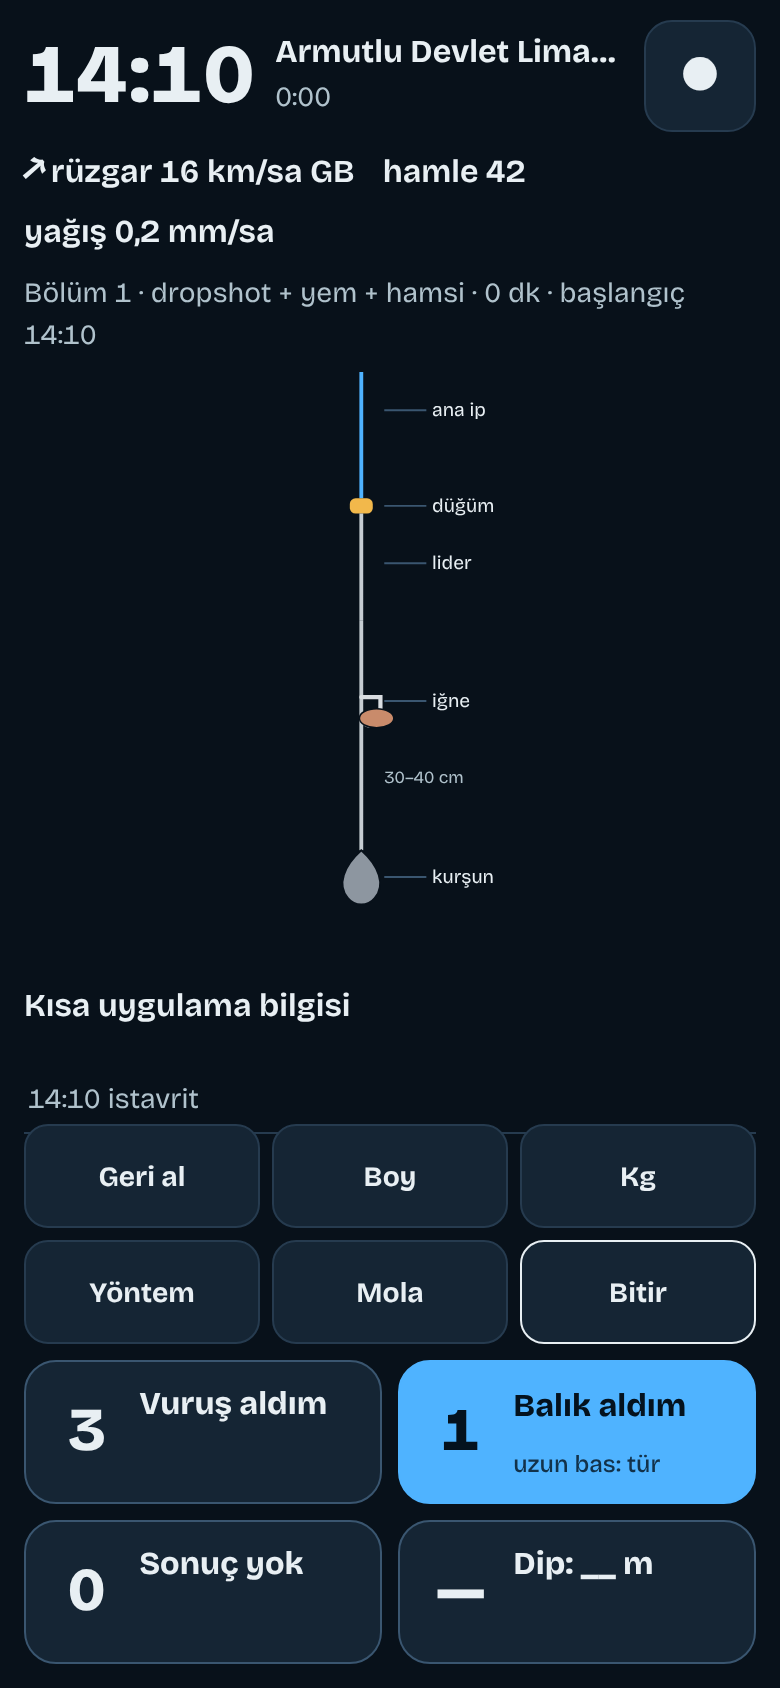 14:10
Armutlu Devlet Lima...
0:00
rüzgar 16 km/sa GB hamle 42
yağış 0,2 mm/sa
Bölüm 1 · dropshot + yem + hamsi · 0 dk · başlangıç
14:10
ana ip
düğüm
lider
iğne
30–40 cm
kurşun
Kısa uygulama bilgisi
14:10 istavrit
Geri al Boy Kg
Yöntem Mola Bitir
3 Vuruş aldım
1 Balık aldım
uzun bas: tür
0 Sonuç yok
— Dip: __ m